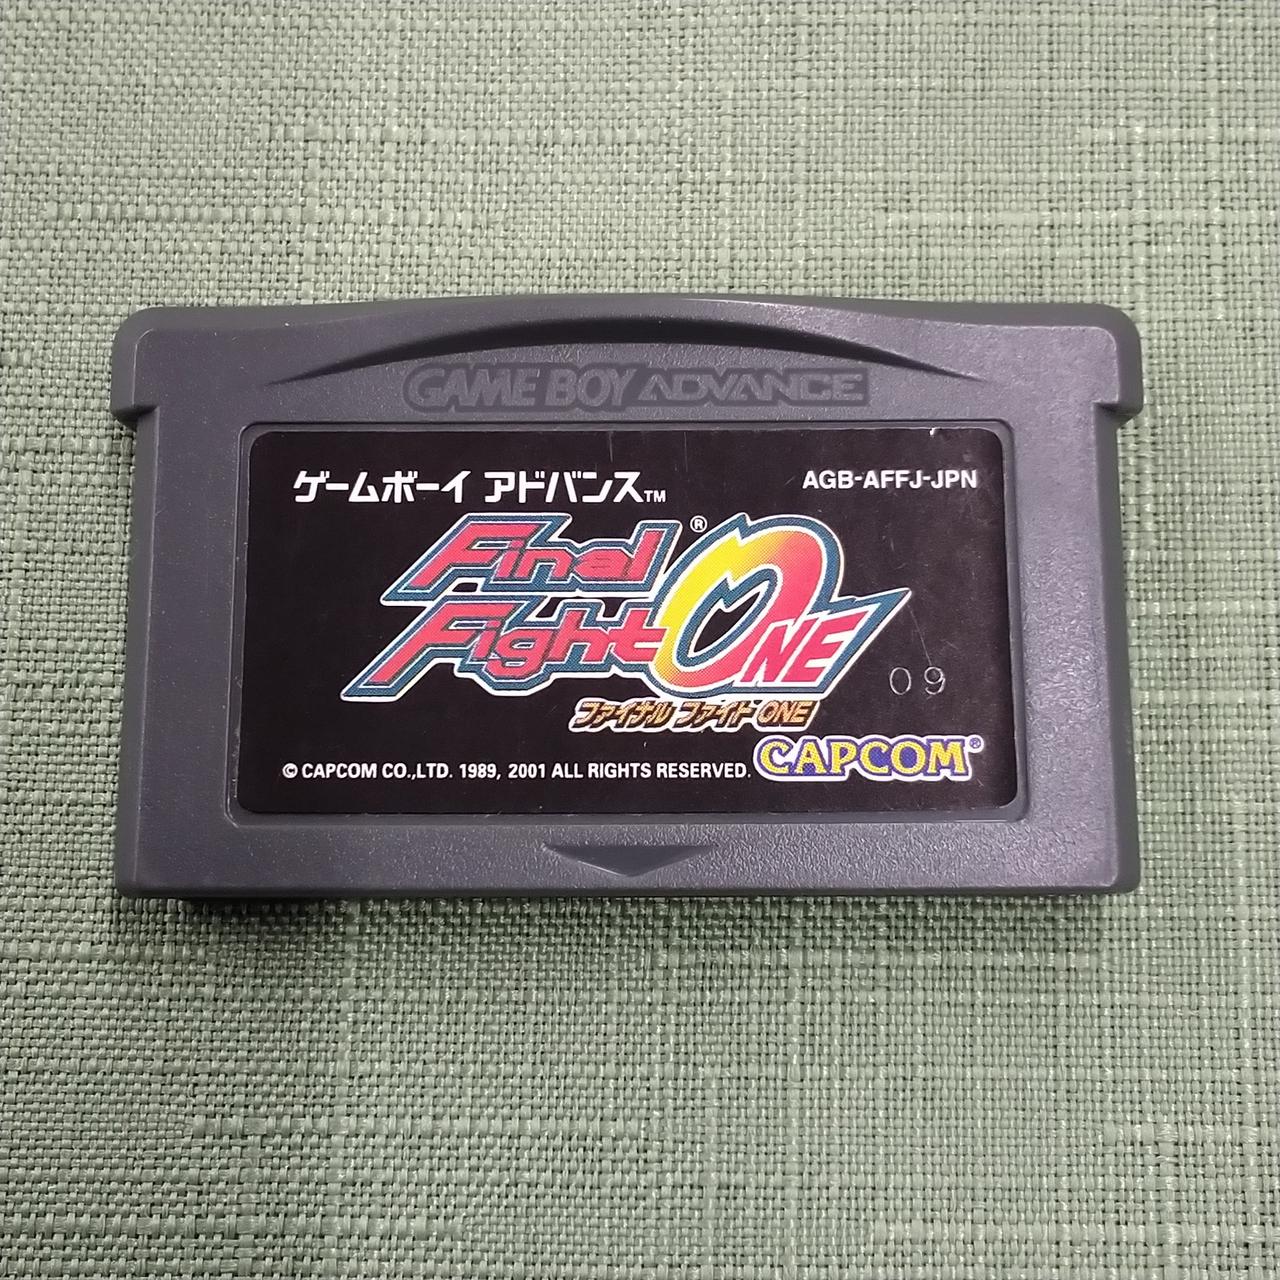 GAME BOY ADVANCE
ゲームボーイ アドバンス™
AGB-AFFJ-JPN
Final®
Fight ONE
ファイナルファイト ONE
09
© CAPCOM CO.,LTD. 1989, 2001 ALL RIGHTS RESERVED.
CAPCOM®